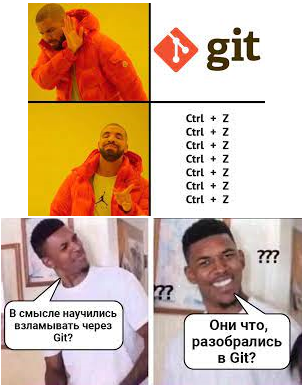 git
Ctrl + Z
Ctrl + Z
Ctrl + Z
Ctrl + Z
Ctrl + Z
Ctrl + Z
Ctrl + Z
В смысле научились
взламывать через
Git?
???
???
Они что,
разобрались
в Git?